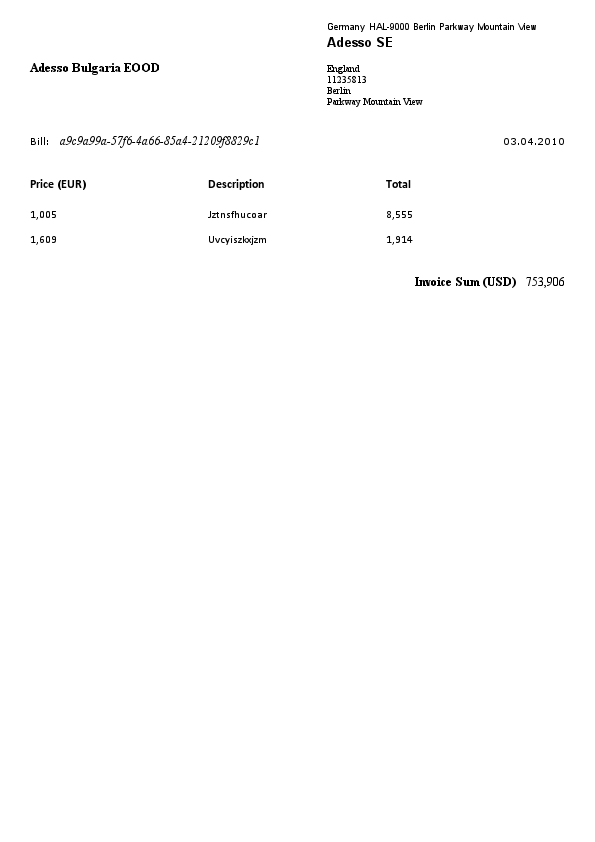 Germany HAL-9000 Berlin Parkway Mountain View
Adesso SE
Adesso Bulgaria EOOD
England
11235813
Berlin
Parkway Mountain View
Bill: a9c9a99a-57f6-4a66-85a4-21209f8829c1 03.04.2010
Price (EUR) Description Total
1,005 Jztnsfhucoar 8,555
1,609 Uvcyiszkxjzm 1,914
Invoice Sum (USD) 753,906